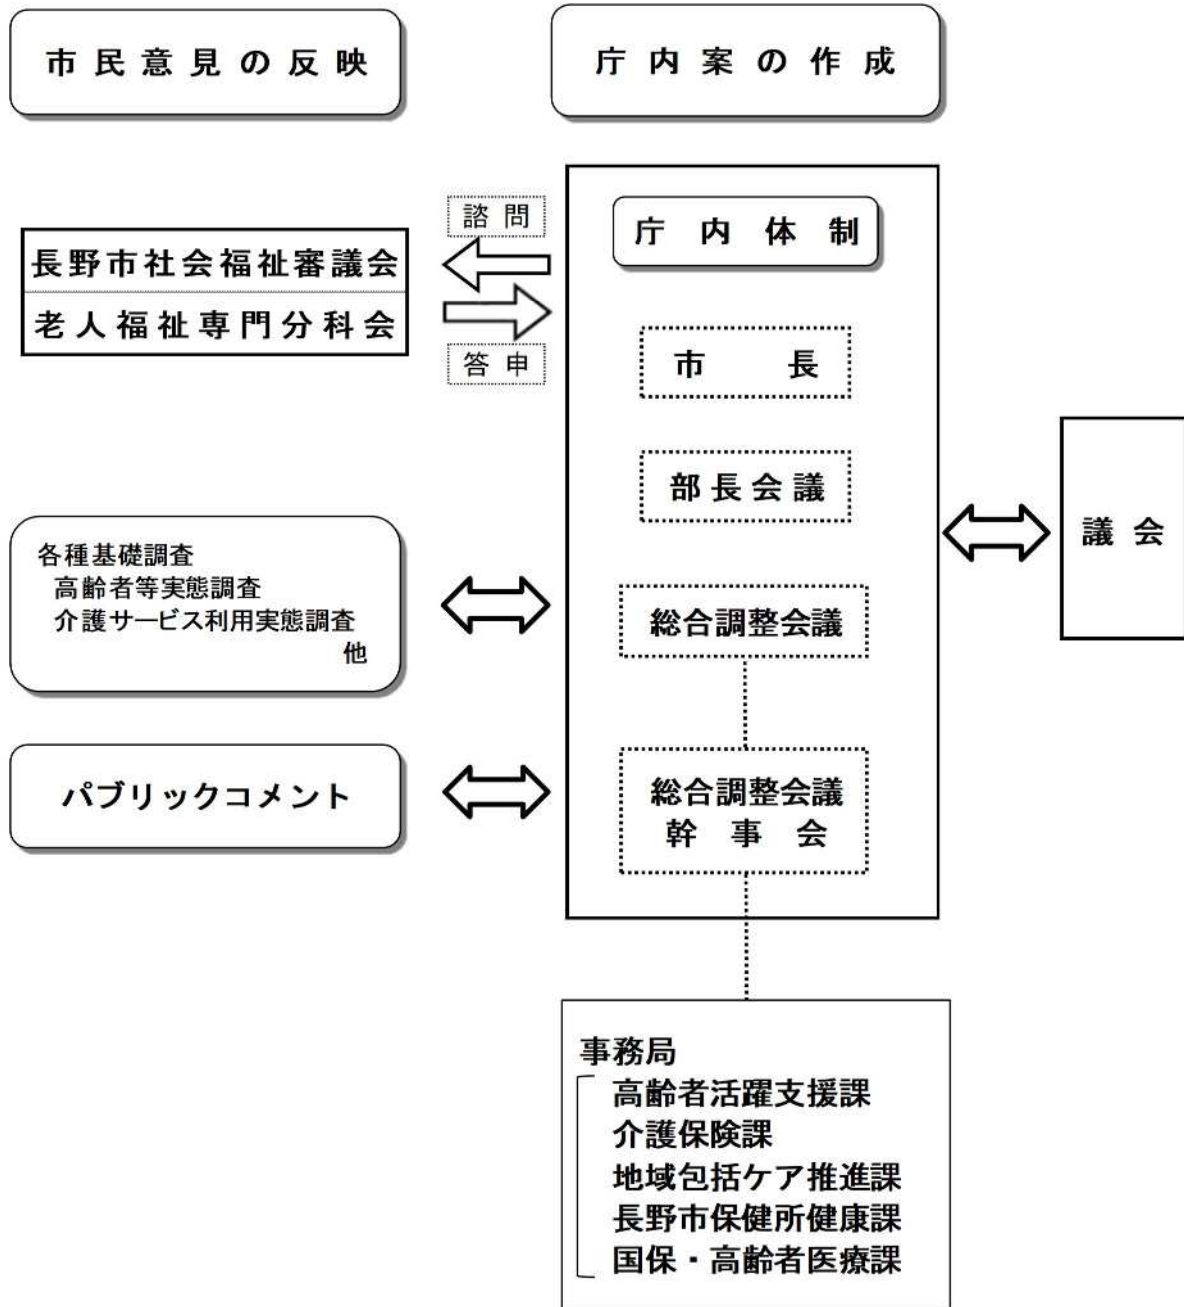 市民意見の反映
庁内案の作成
諮問
長野市社会福祉審議会
老人福祉専門分科会
答申
各種基礎調査
高齢者等実態調査
介護サービス利用実態調査
他
パブリックコメント
庁内体制
市長
部長会議
総合調整会議
総合調整会議
幹事会
議会
事務局
高齢者活躍支援課
介護保険課
地域包括ケア推進課
長野市保健所健康課
国保・高齢者医療課